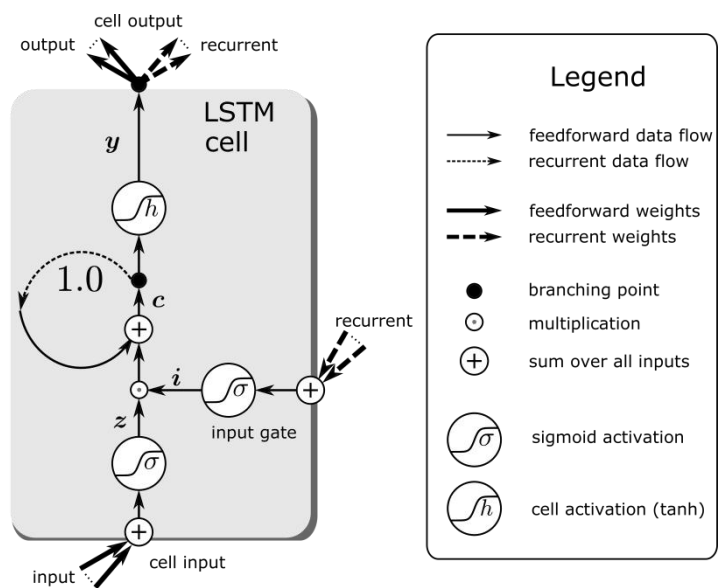 cell output
output
recurrent
LSTM
cell
y
h
1.0
c
recurrent
i
σ
input gate
z
σ
cell input
input
Legend
feedforward data flow
recurrent data flow
feedforward weights
recurrent weights
branching point
multiplication
sum over all inputs
σ
sigmoid activation
h
cell activation (tanh)